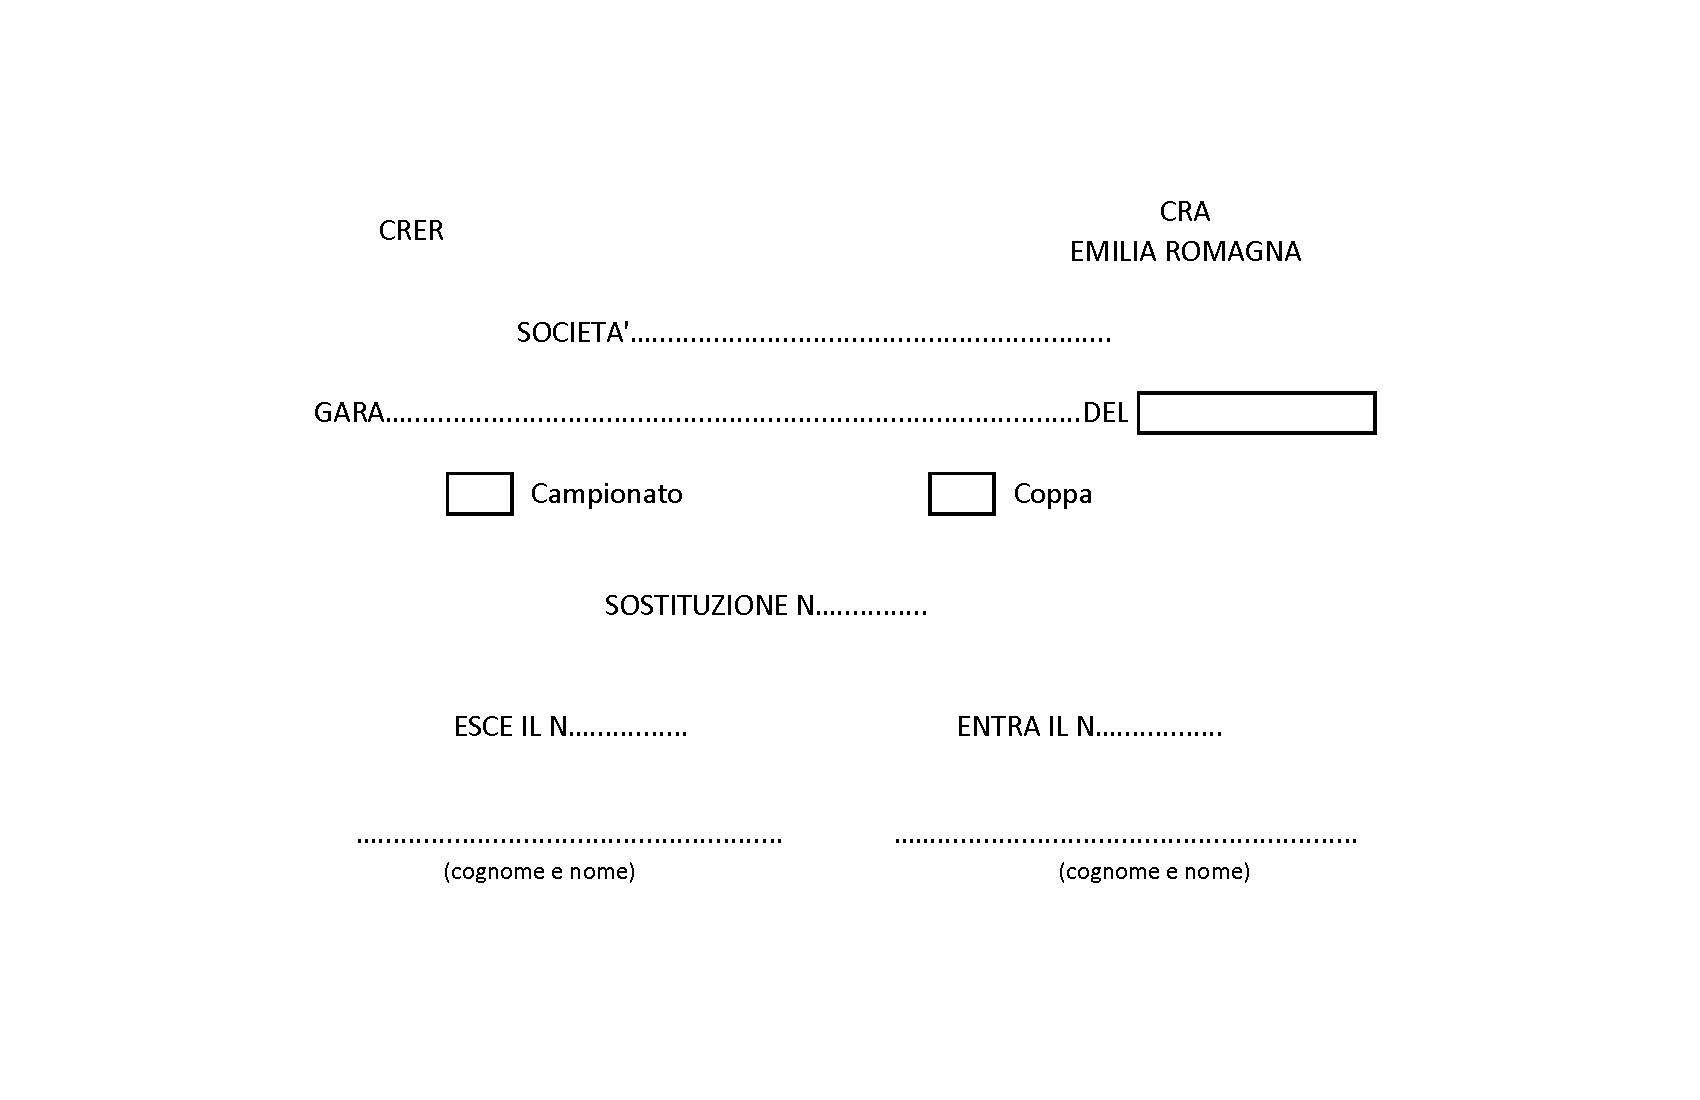 CRER
CRA
EMILIA ROMAGNA
SOCIETA'...............................................................
GARA...........................................................................................DEL
Campionato
Coppa
SOSTITUZIONE N...............
ESCE IL N................
ENTRA IL N.................
........................................................
.............................................................
(cognome e nome)
(cognome e nome)